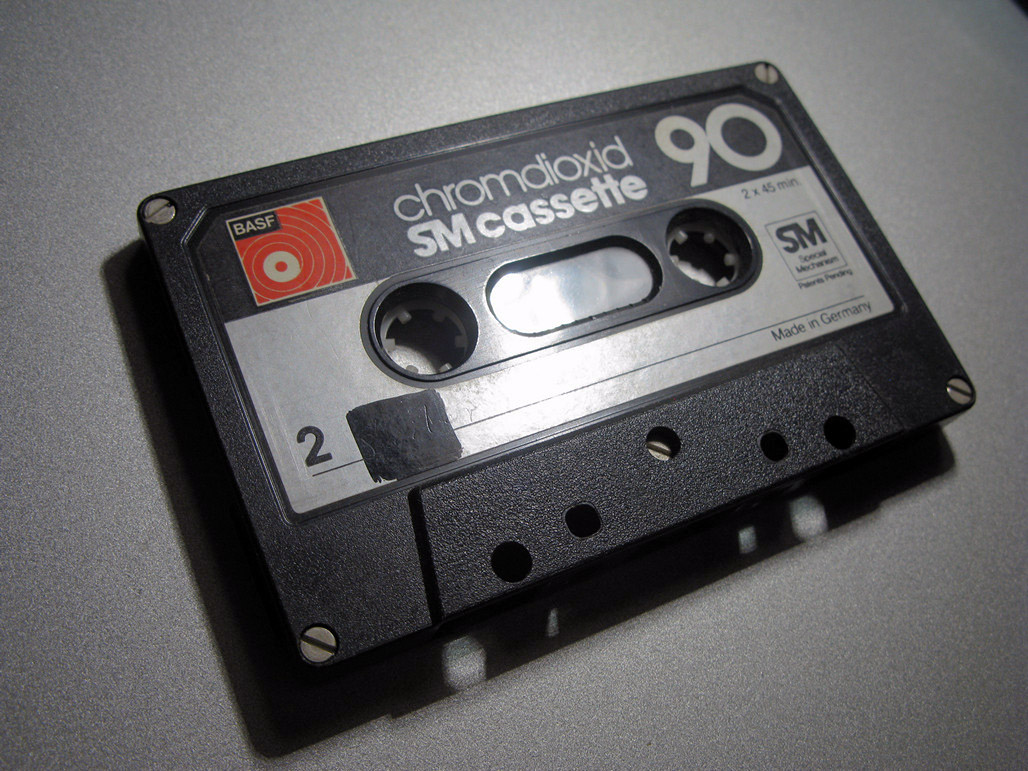 BASF
chromdioxid
SM cassette
90
2 x 45 min.
SM
Special
Mechanism
Patents Pending
Made in Germany
2